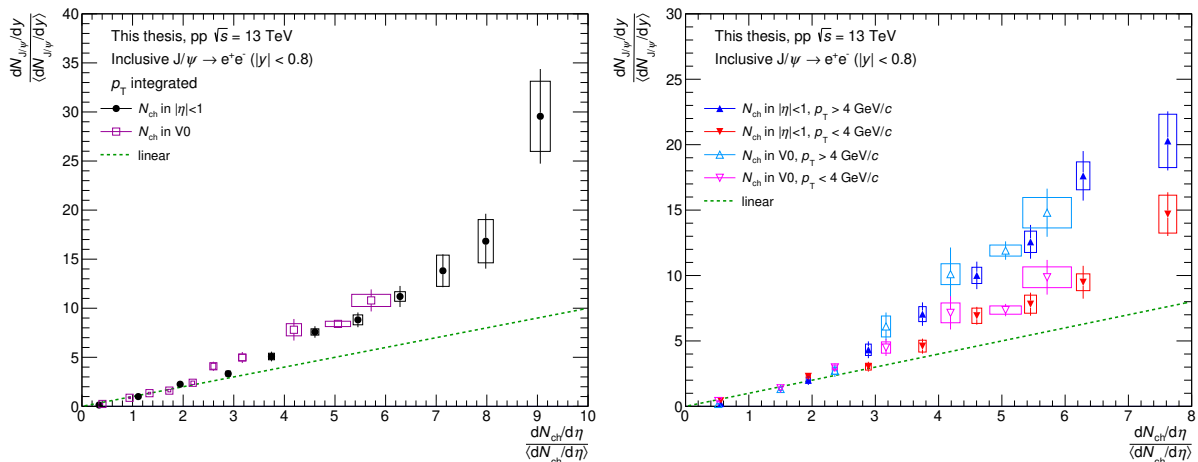 dN_J/ψ/dy
⟨dN_J/ψ/dy⟩
40
35
30
25
20
15
10
5
0
This thesis, pp √s = 13 TeV
Inclusive J/ψ → e⁺e⁻ (|y| < 0.8)
p_T integrated
N_ch in |η|<1
N_ch in V0
linear
0 1 2 3 4 5 6 7 8 9 10
dN_ch/dη
⟨dN_ch/dη⟩
dN_J/ψ/dy
⟨dN_J/ψ/dy⟩
30
25
20
15
10
5
0
This thesis, pp √s = 13 TeV
Inclusive J/ψ → e⁺e⁻ (|y| < 0.8)
N_ch in |η|<1, p_T > 4 GeV/c
N_ch in |η|<1, p_T < 4 GeV/c
N_ch in V0, p_T > 4 GeV/c
N_ch in V0, p_T < 4 GeV/c
linear
0 1 2 3 4 5 6 7 8
dN_ch/dη
⟨dN_ch/dη⟩